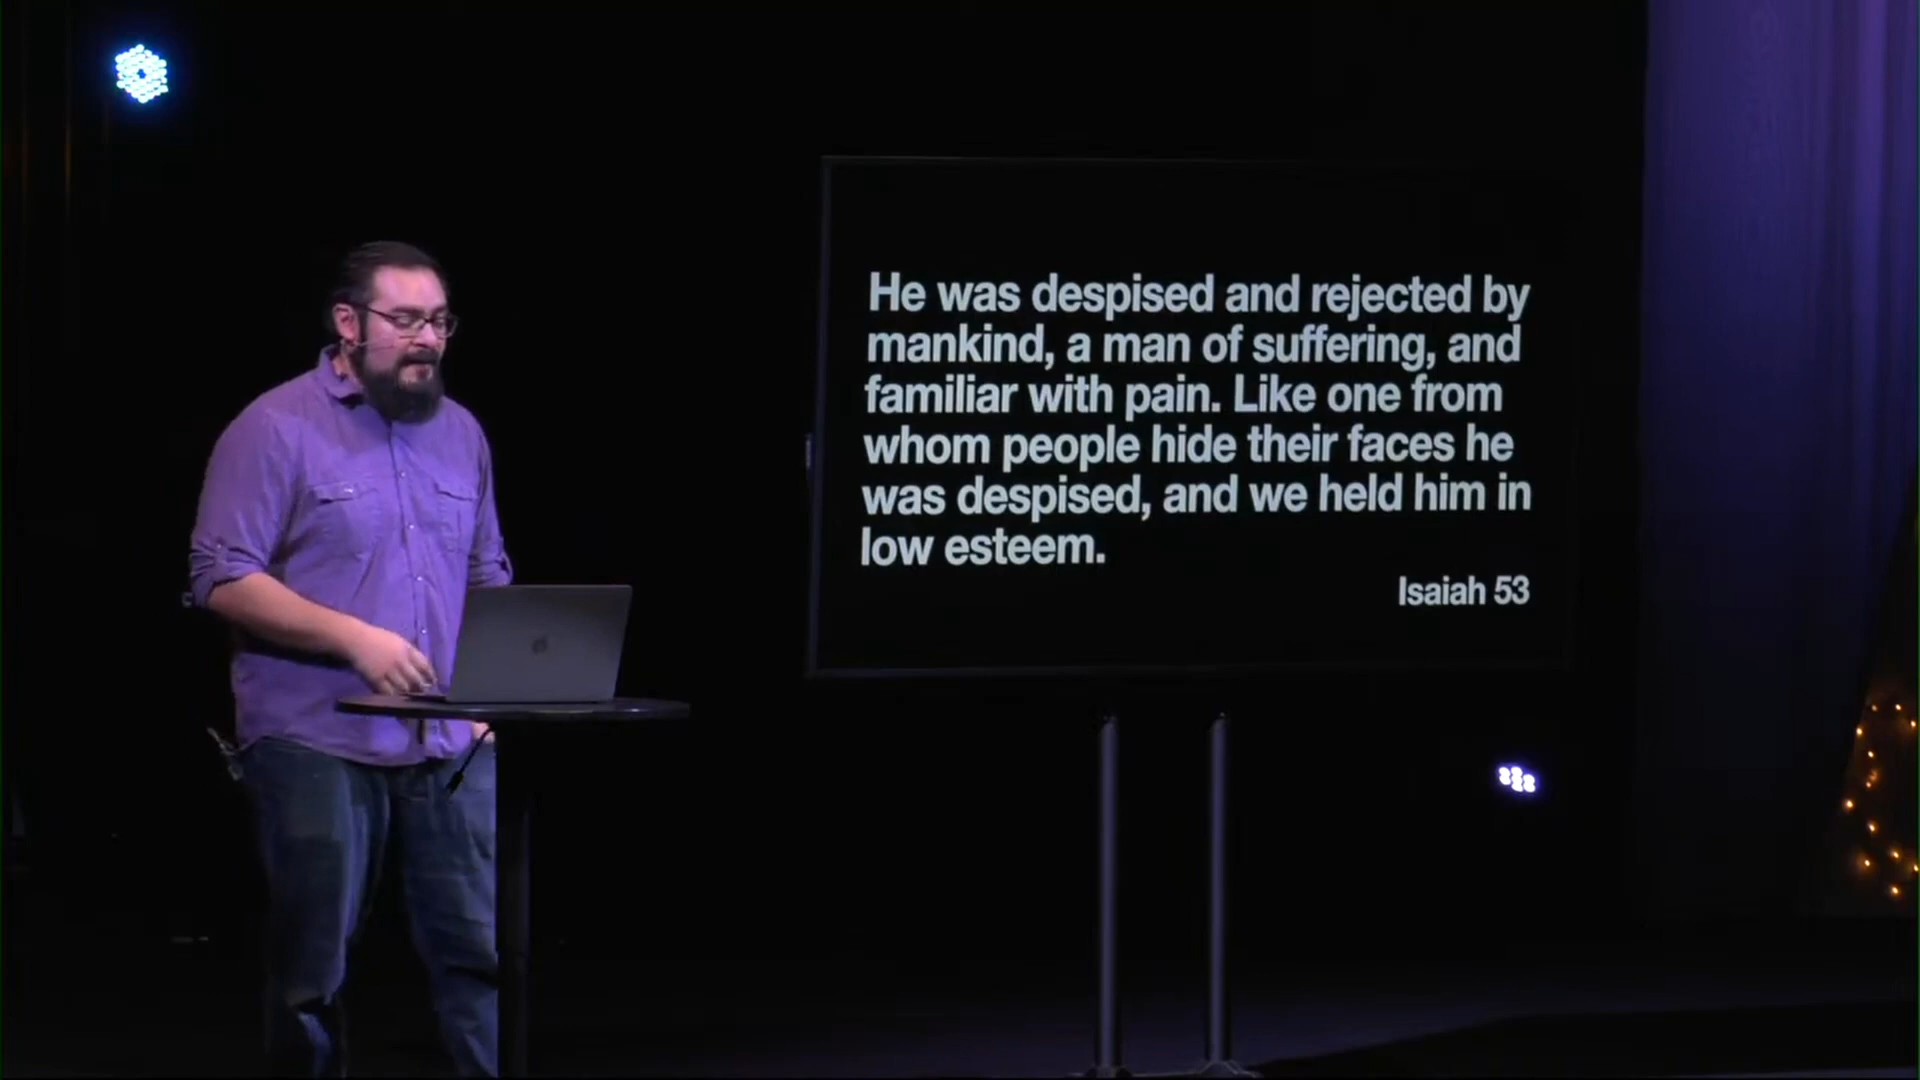 He was despised and rejected by
mankind, a man of suffering, and
familiar with pain. Like one from
whom people hide their faces he
was despised, and we held him in
low esteem.
Isaiah 53